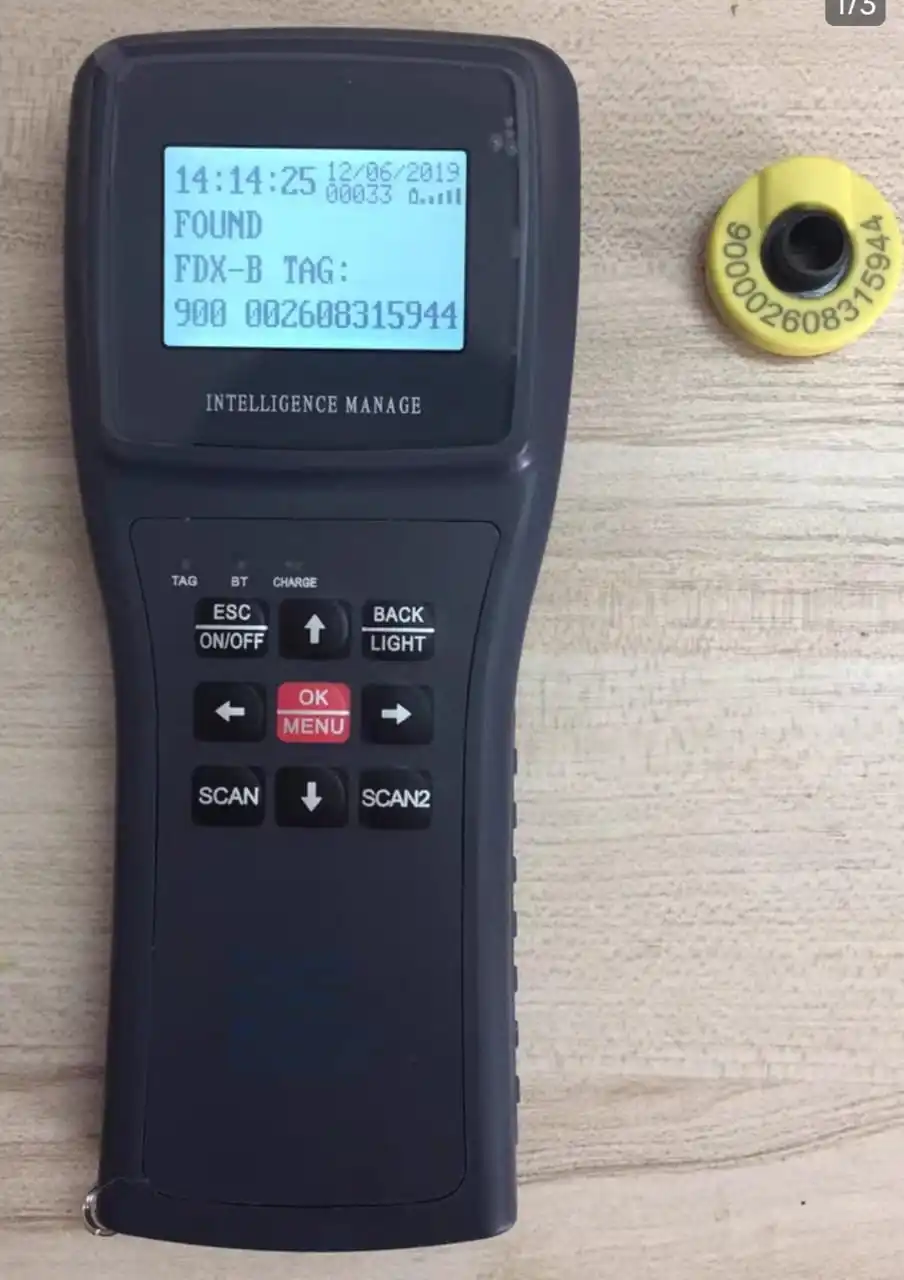 1/3
14:14:25 12/06/2019
00033
FOUND
FDX-B TAG:
900 002608315944
INTELLIGENCE MANAGE
TAG BT CHARGE
ESC
ON/OFF
BACK
LIGHT
OK
MENU
SCAN
SCAN2
900002608315944